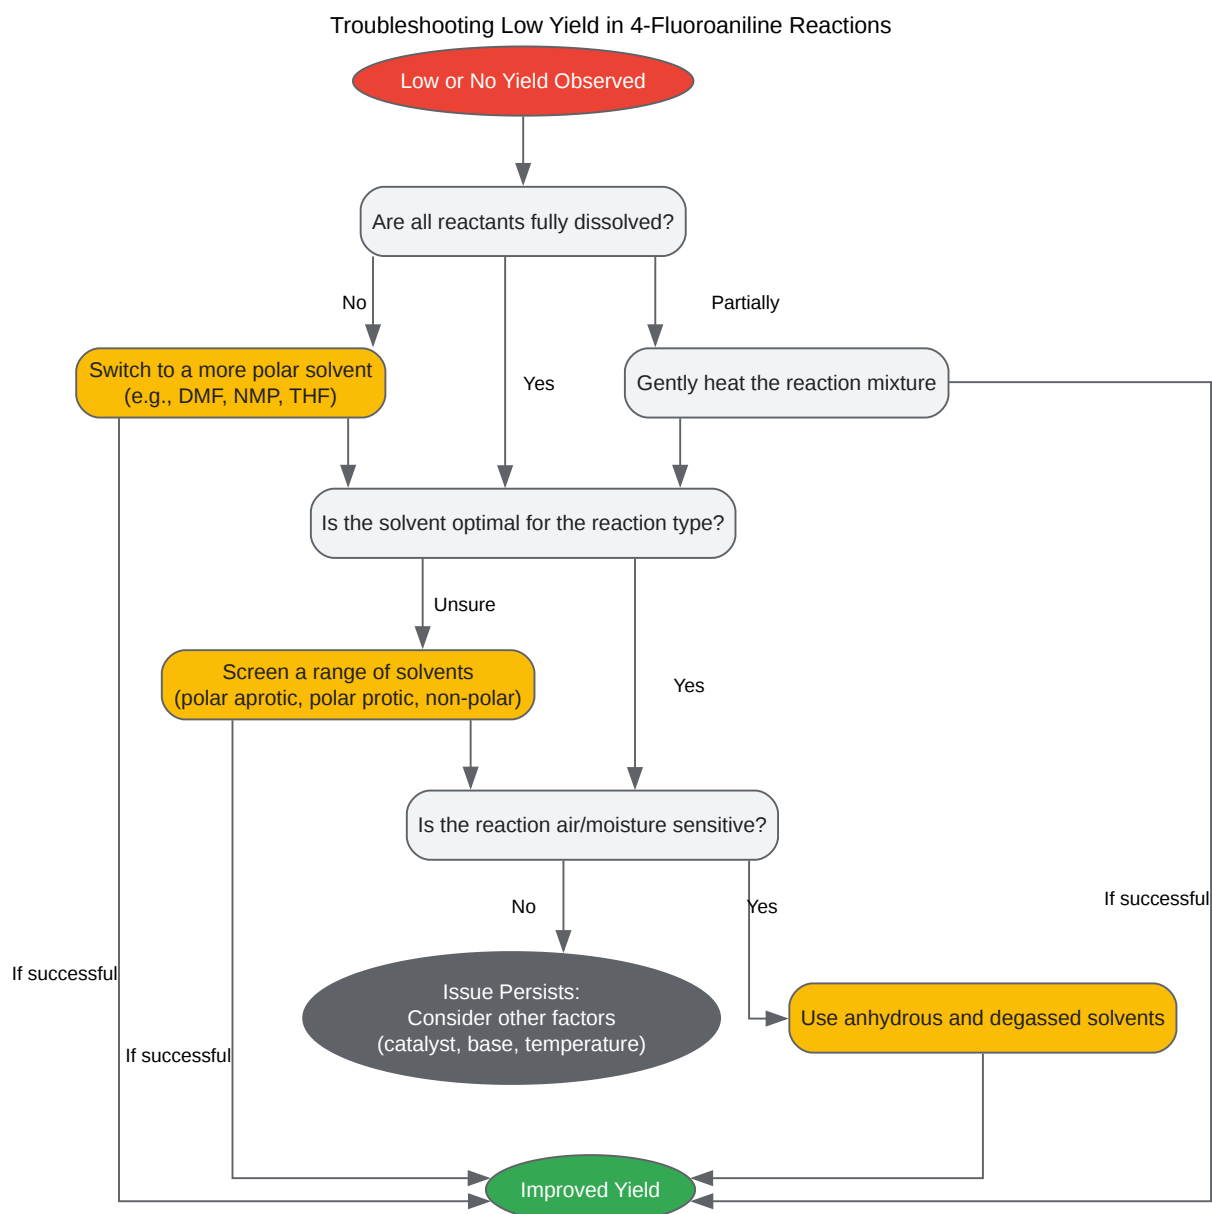 Troubleshooting Low Yield in 4-Fluoroaniline Reactions
Low or No Yield Observed
Are all reactants fully dissolved?
No
Partially
Switch to a more polar solvent
(e.g., DMF, NMP, THF)
Yes
Gently heat the reaction mixture
Is the solvent optimal for the reaction type?
Unsure
Screen a range of solvents
(polar aprotic, polar protic, non-polar)
Yes
Is the reaction air/moisture sensitive?
No
Yes
If successful
If successful
Issue Persists:
Consider other factors
(catalyst, base, temperature)
Use anhydrous and degassed solvents
If successful
Improved Yield